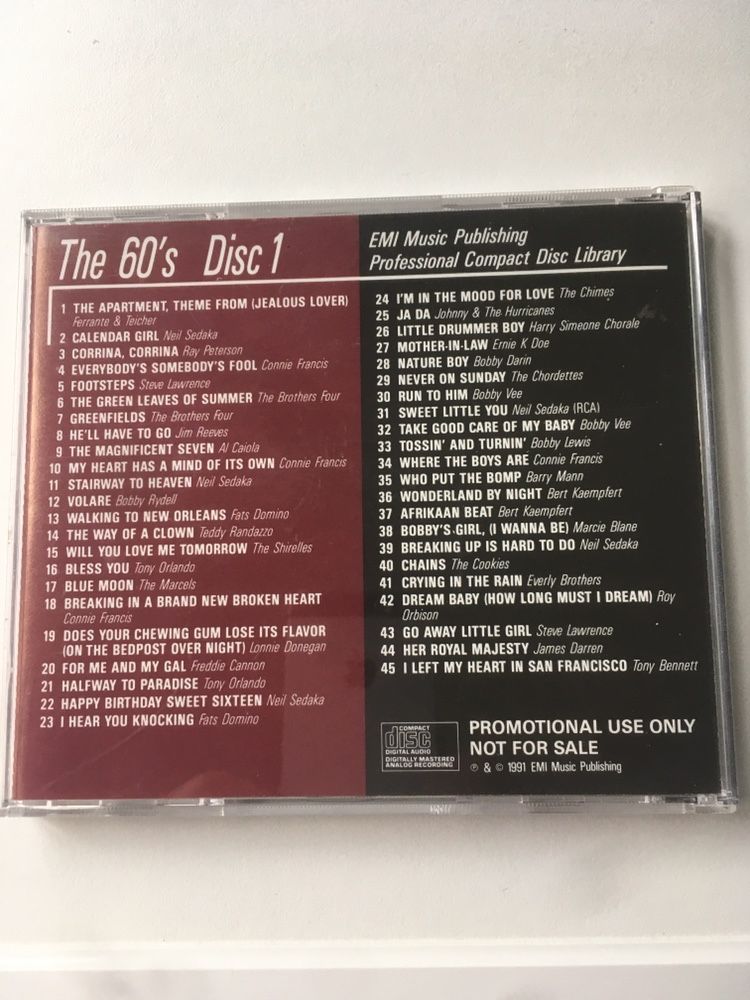 The 60's Disc 1
1 THE APARTMENT, THEME FROM (JEALOUS LOVER)
Ferrante & Teicher
2 CALENDAR GIRL Neil Sedaka
3 CORRINA, CORRINA Ray Peterson
4 EVERYBODY'S SOMEBODY'S FOOL Connie Francis
5 FOOTSTEPS Steve Lawrence
6 THE GREEN LEAVES OF SUMMER The Brothers Four
7 GREENFIELDS The Brothers Four
8 HE'LL HAVE TO GO Jim Reeves
9 THE MAGNIFICENT SEVEN Al Caiola
10 MY HEART HAS A MIND OF ITS OWN Connie Francis
11 STAIRWAY TO HEAVEN Neil Sedaka
12 VOLARE Bobby Rydell
13 WALKING TO NEW ORLEANS Fats Domino
14 THE WAY OF A CLOWN Teddy Randazzo
15 WILL YOU LOVE ME TOMORROW The Shirelles
16 BLESS YOU Tony Orlando
17 BLUE MOON The Marcels
18 BREAKING IN A BRAND NEW BROKEN HEART
Connie Francis
19 DOES YOUR CHEWING GUM LOSE ITS FLAVOR
(ON THE BEDPOST OVER NIGHT) Lonnie Donegan
20 FOR ME AND MY GAL Freddie Cannon
21 HALFWAY TO PARADISE Tony Orlando
22 HAPPY BIRTHDAY SWEET SIXTEEN Neil Sedaka
23 I HEAR YOU KNOCKING Fats Domino
EMI Music Publishing
Professional Compact Disc Library
24 I'M IN THE MOOD FOR LOVE The Chimes
25 JA DA Johnny & The Hurricanes
26 LITTLE DRUMMER BOY Harry Simeone Chorale
27 MOTHER-IN-LAW Ernie K Doe
28 NATURE BOY Bobby Darin
29 NEVER ON SUNDAY The Chordettes
30 RUN TO HIM Bobby Vee
31 SWEET LITTLE YOU Neil Sedaka (RCA)
32 TAKE GOOD CARE OF MY BABY Bobby Vee
33 TOSSIN' AND TURNIN' Bobby Lewis
34 WHERE THE BOYS ARE Connie Francis
35 WHO PUT THE BOMP Barry Mann
36 WONDERLAND BY NIGHT Bert Kaempfert
37 AFRIKAAN BEAT Bert Kaempfert
38 BOBBY'S GIRL, (I WANNA BE) Marcie Blane
39 BREAKING UP IS HARD TO DO Neil Sedaka
40 CHAINS The Cookies
41 CRYING IN THE RAIN Everly Brothers
42 DREAM BABY (HOW LONG MUST I DREAM) Roy
Orbison
43 GO AWAY LITTLE GIRL Steve Lawrence
44 HER ROYAL MAJESTY James Darren
45 I LEFT MY HEART IN SAN FRANCISCO Tony Bennett
COMPACT
disc
DIGITAL AUDIO
DIGITALLY MASTERED
ANALOG RECORDING
PROMOTIONAL USE ONLY
NOT FOR SALE
℗ & © 1991 EMI Music Publishing